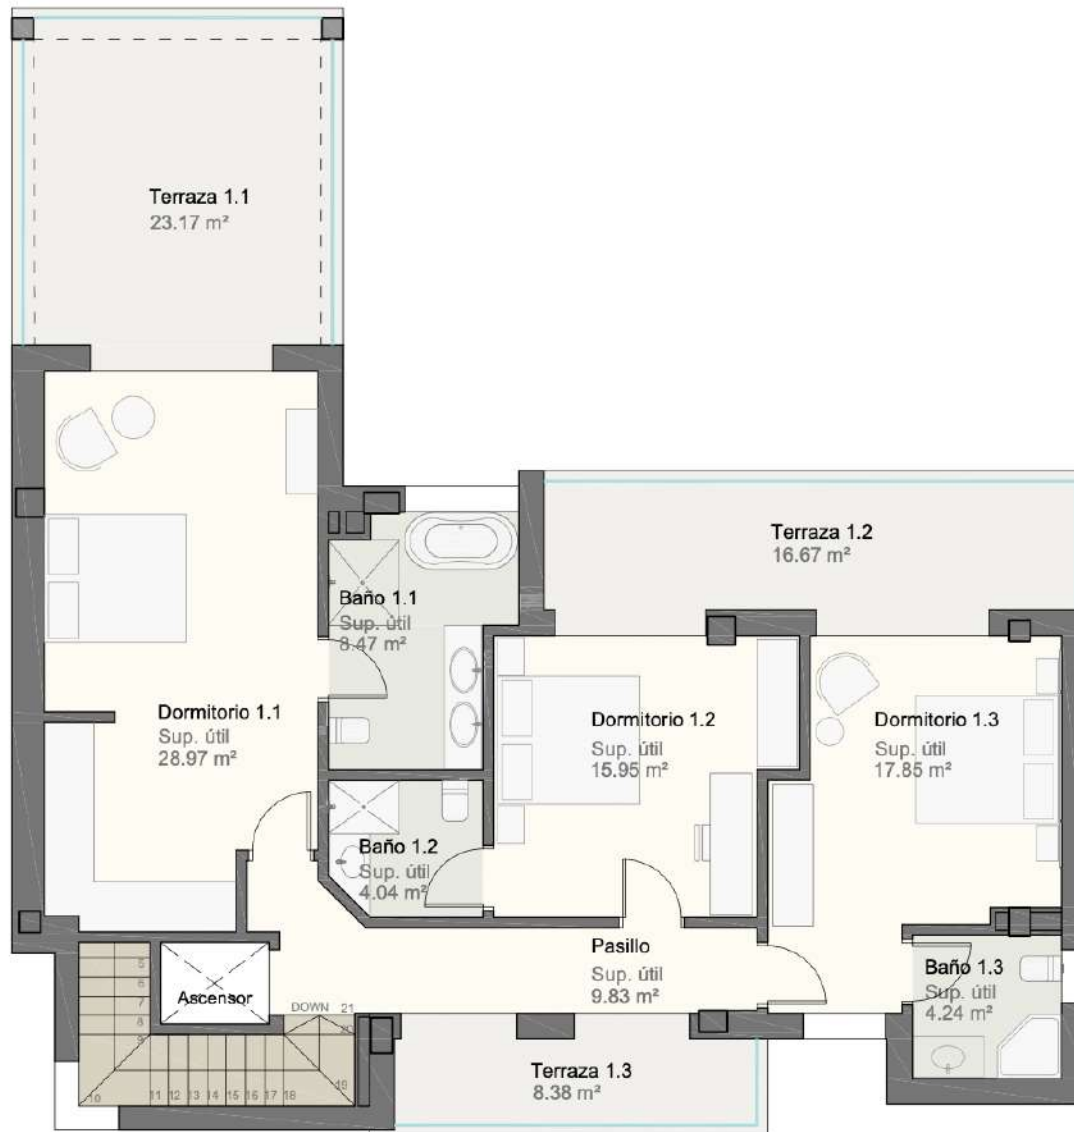 Terraza 1.1
23.17 m²
Terraza 1.2
16.67 m²
Baño 1.1
Sup. útil
8.47 m²
Dormitorio 1.1
Sup. útil
28.97 m²
Dormitorio 1.2
Sup. útil
15.95 m²
Dormitorio 1.3
Sup. útil
17.85 m²
Baño 1.2
Sup. útil
4.04 m²
Pasillo
Sup. útil
9.83 m²
Baño 1.3
Sup. útil
4.24 m²
Ascensor
DOWN 21
20
19
5
6
7
8
9
10 11 12 13 14 15 16 17 18
Terraza 1.3
8.38 m²